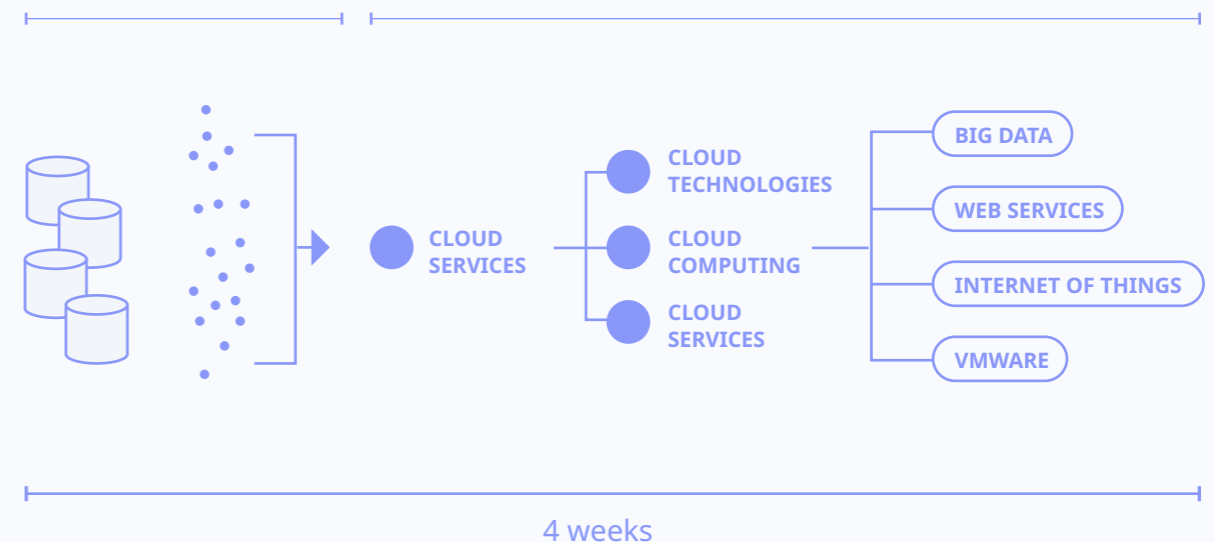 CLOUD
SERVICES
CLOUD
TECHNOLOGIES
CLOUD
COMPUTING
CLOUD
SERVICES
BIG DATA
WEB SERVICES
INTERNET OF THINGS
VMWARE
4 weeks